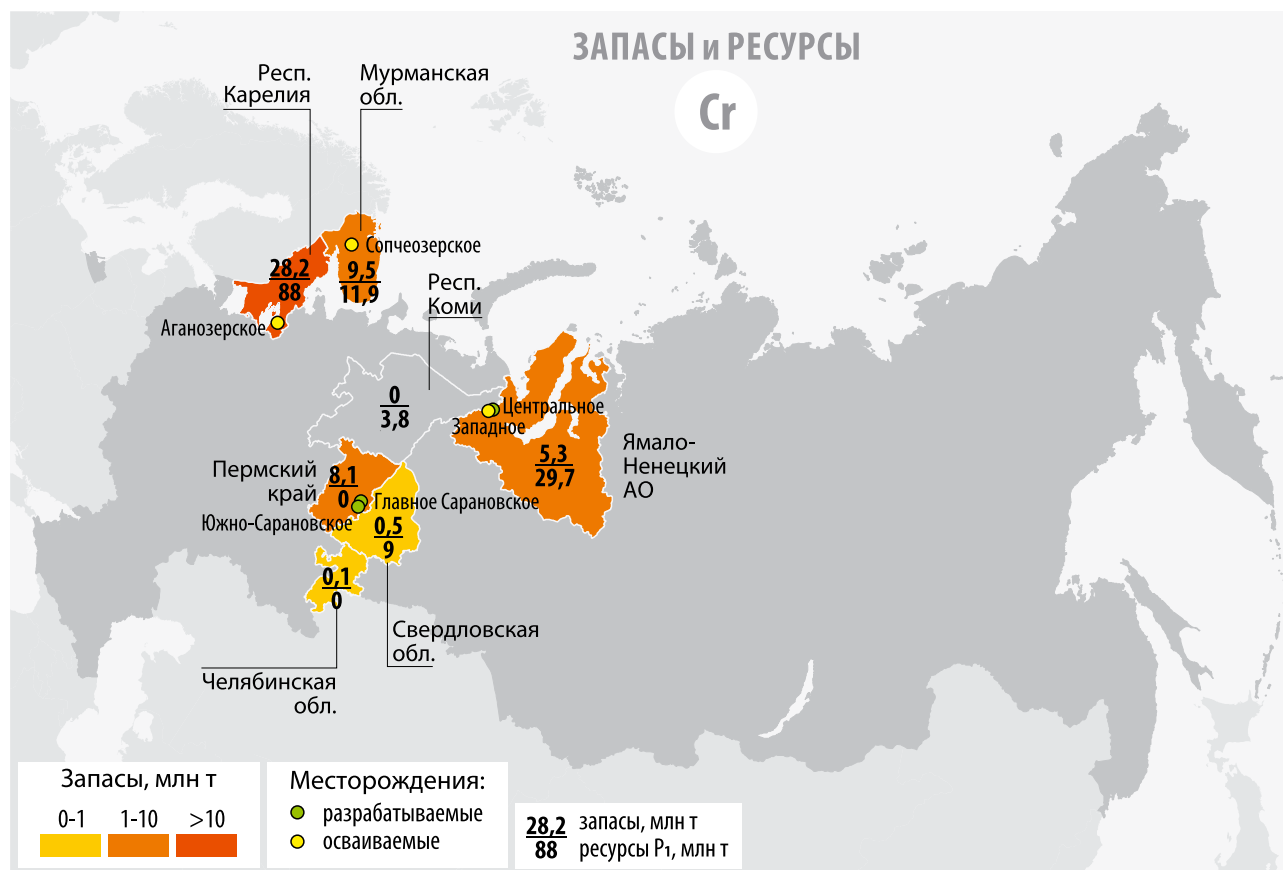 ЗАПАСЫ и РЕСУРСЫ
Cr
Респ.
Карелия
Мурманская
обл.
Сопчеозерское
28,2
88
9,5
11,9
Аганозерское
Респ.
Коми
0
3,8
Центральное
Западное
5,3
29,7
Ямало-
Ненецкий
АО
Пермский
край
8,1
0
Главное Сарановское
Южно-Сарановское
0,5
9
0,1
0
Свердловская
обл.
Челябинская
обл.
Запасы, млн т
0-1
1-10
>10
Месторождения:
разрабатываемые
осваиваемые
28,2 запасы, млн т
88 ресурсы P₁, млн т